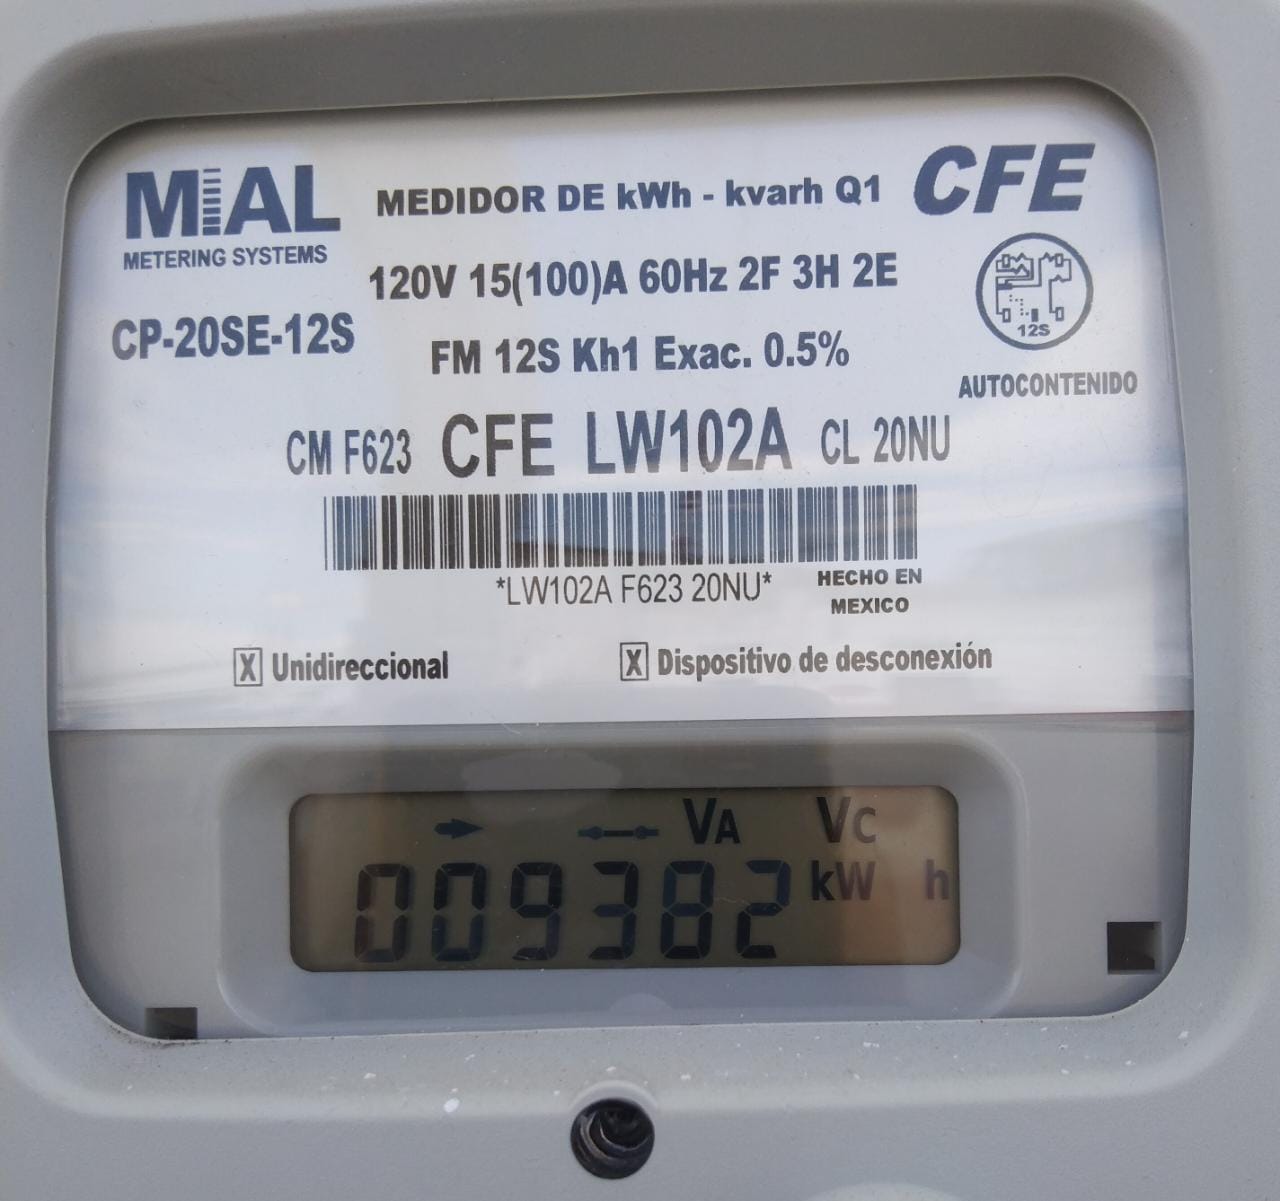 MIAL
METERING SYSTEMS
MEDIDOR DE kWh - kvarh Q1
CFE
120V 15(100)A 60Hz 2F 3H 2E
CP-20SE-12S
FM 12S Kh1 Exac. 0.5%
12S
AUTOCONTENIDO
CM F623 CFE LW102A CL 20NU
*LW102A F623 20NU*
HECHO EN
MEXICO
X Unidireccional
X Dispositivo de desconexión
VA VC
009382 kW h